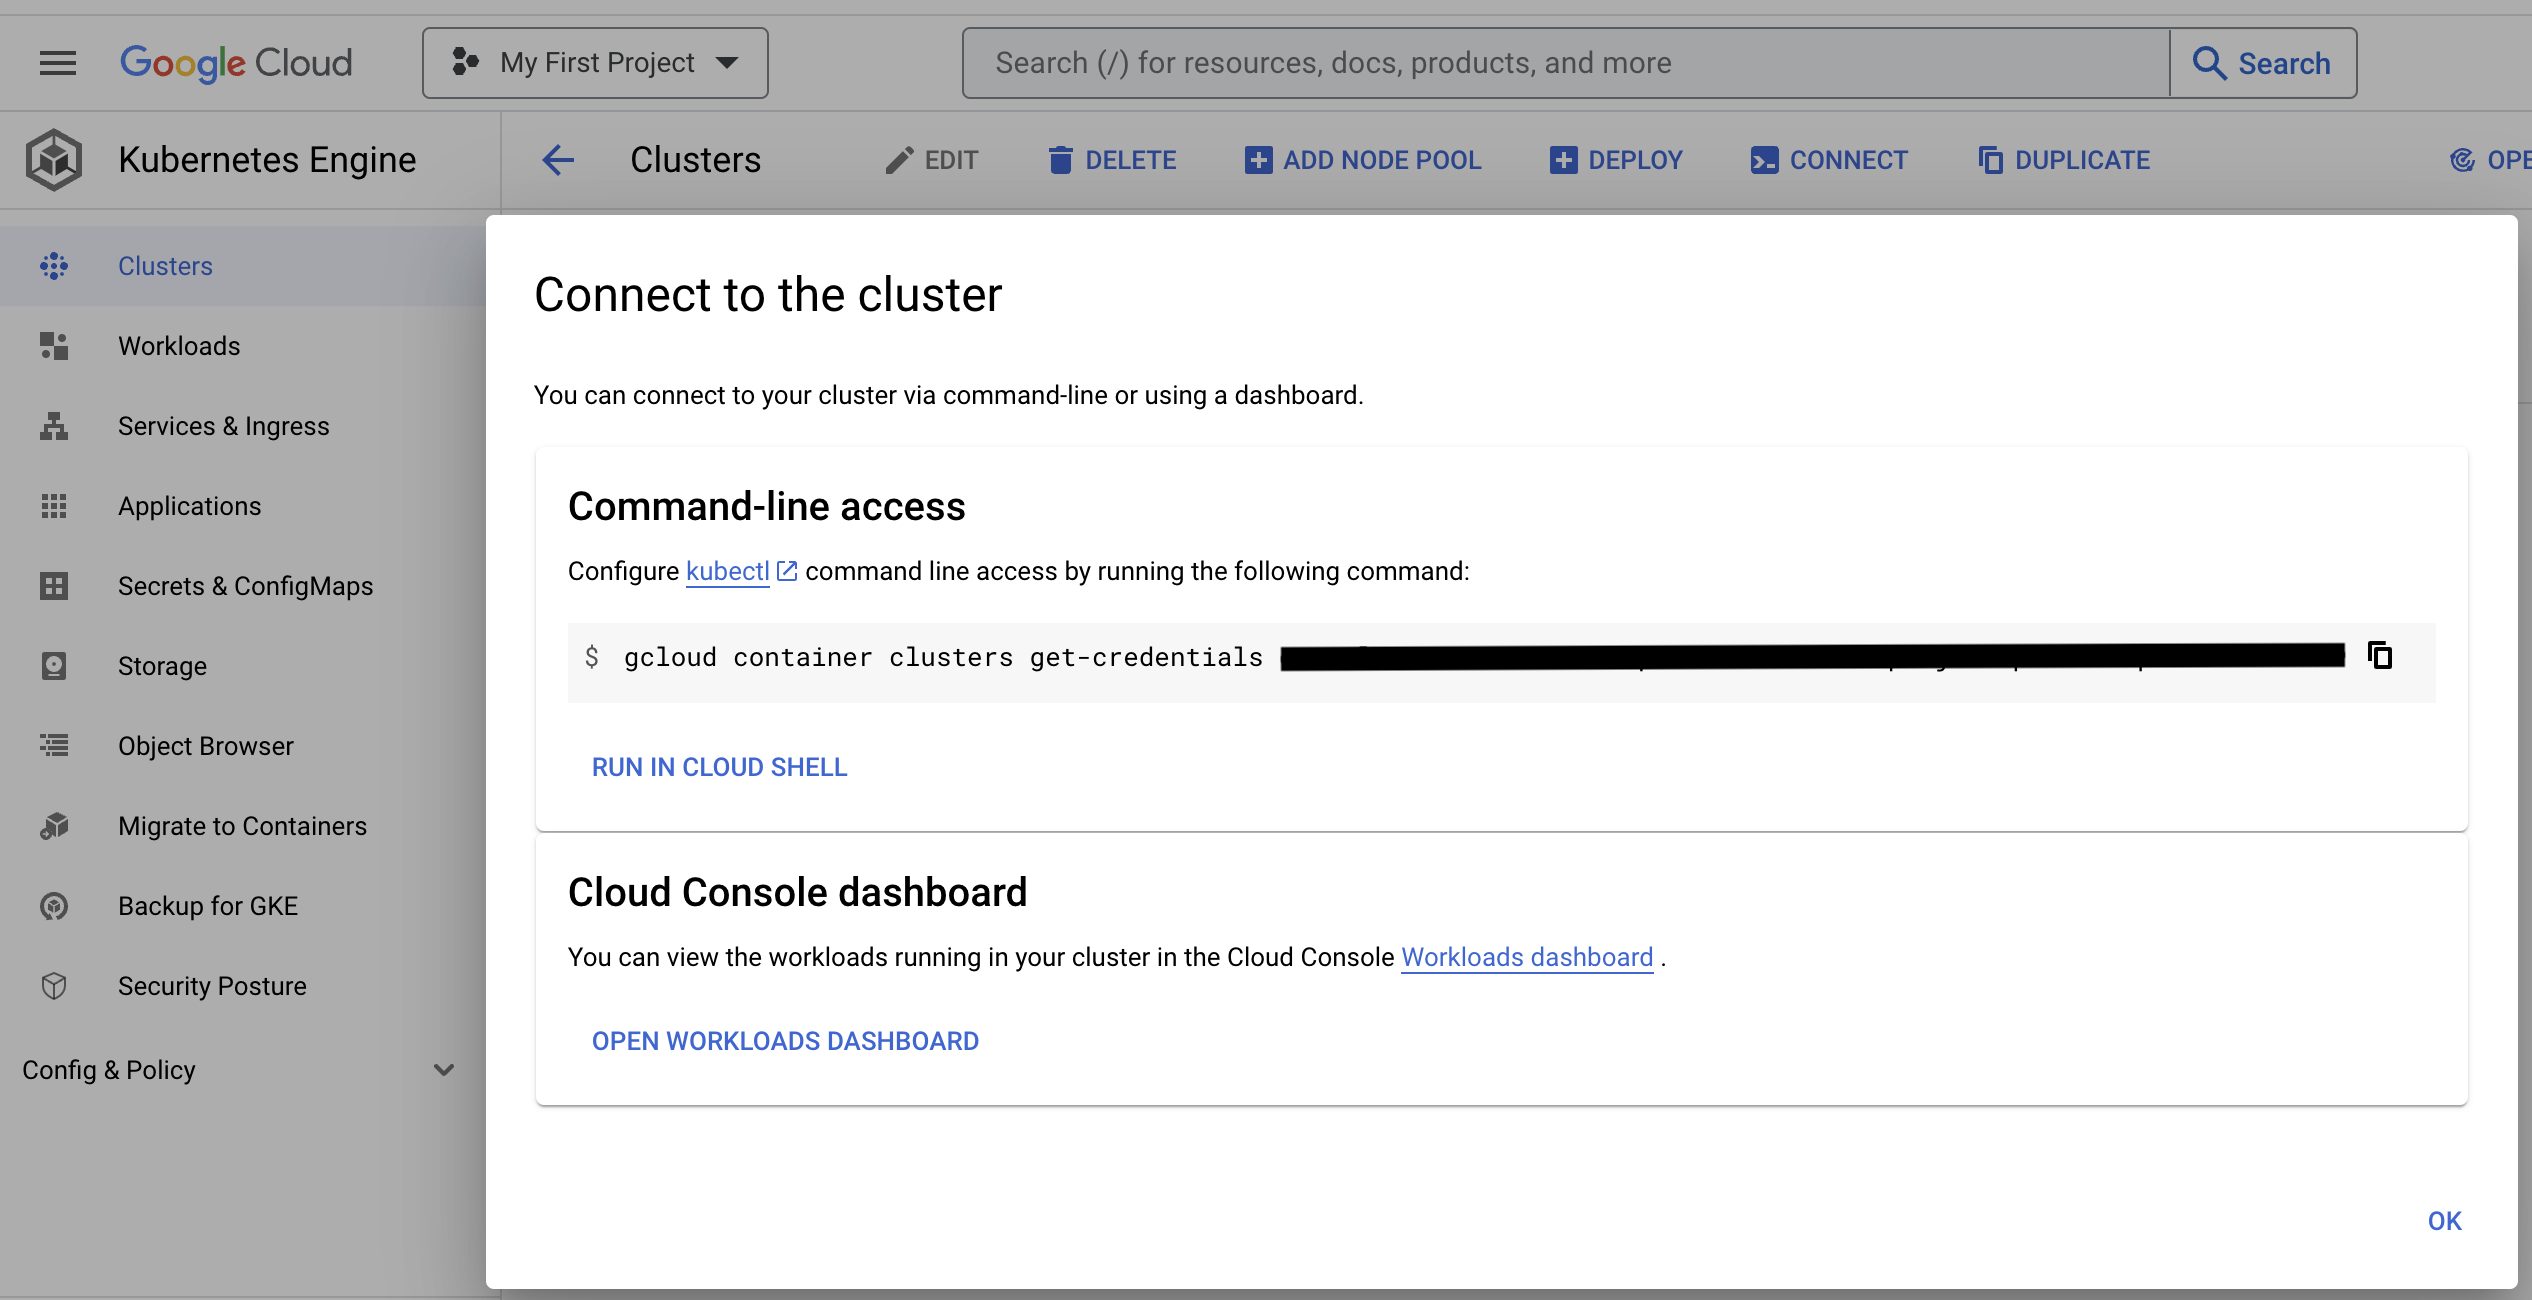 Google Cloud
My First Project
Search (/) for resources, docs, products, and more
Search
Kubernetes Engine
Clusters
EDIT
DELETE
ADD NODE POOL
DEPLOY
CONNECT
DUPLICATE
OPE
Clusters
Workloads
Services & Ingress
Applications
Secrets & ConfigMaps
Storage
Object Browser
Migrate to Containers
Backup for GKE
Security Posture
Config & Policy
Connect to the cluster
You can connect to your cluster via command-line or using a dashboard.
Command-line access
Configure kubectl command line access by running the following command:
$ gcloud container clusters get-credentials
RUN IN CLOUD SHELL
Cloud Console dashboard
You can view the workloads running in your cluster in the Cloud Console Workloads dashboard .
OPEN WORKLOADS DASHBOARD
OK